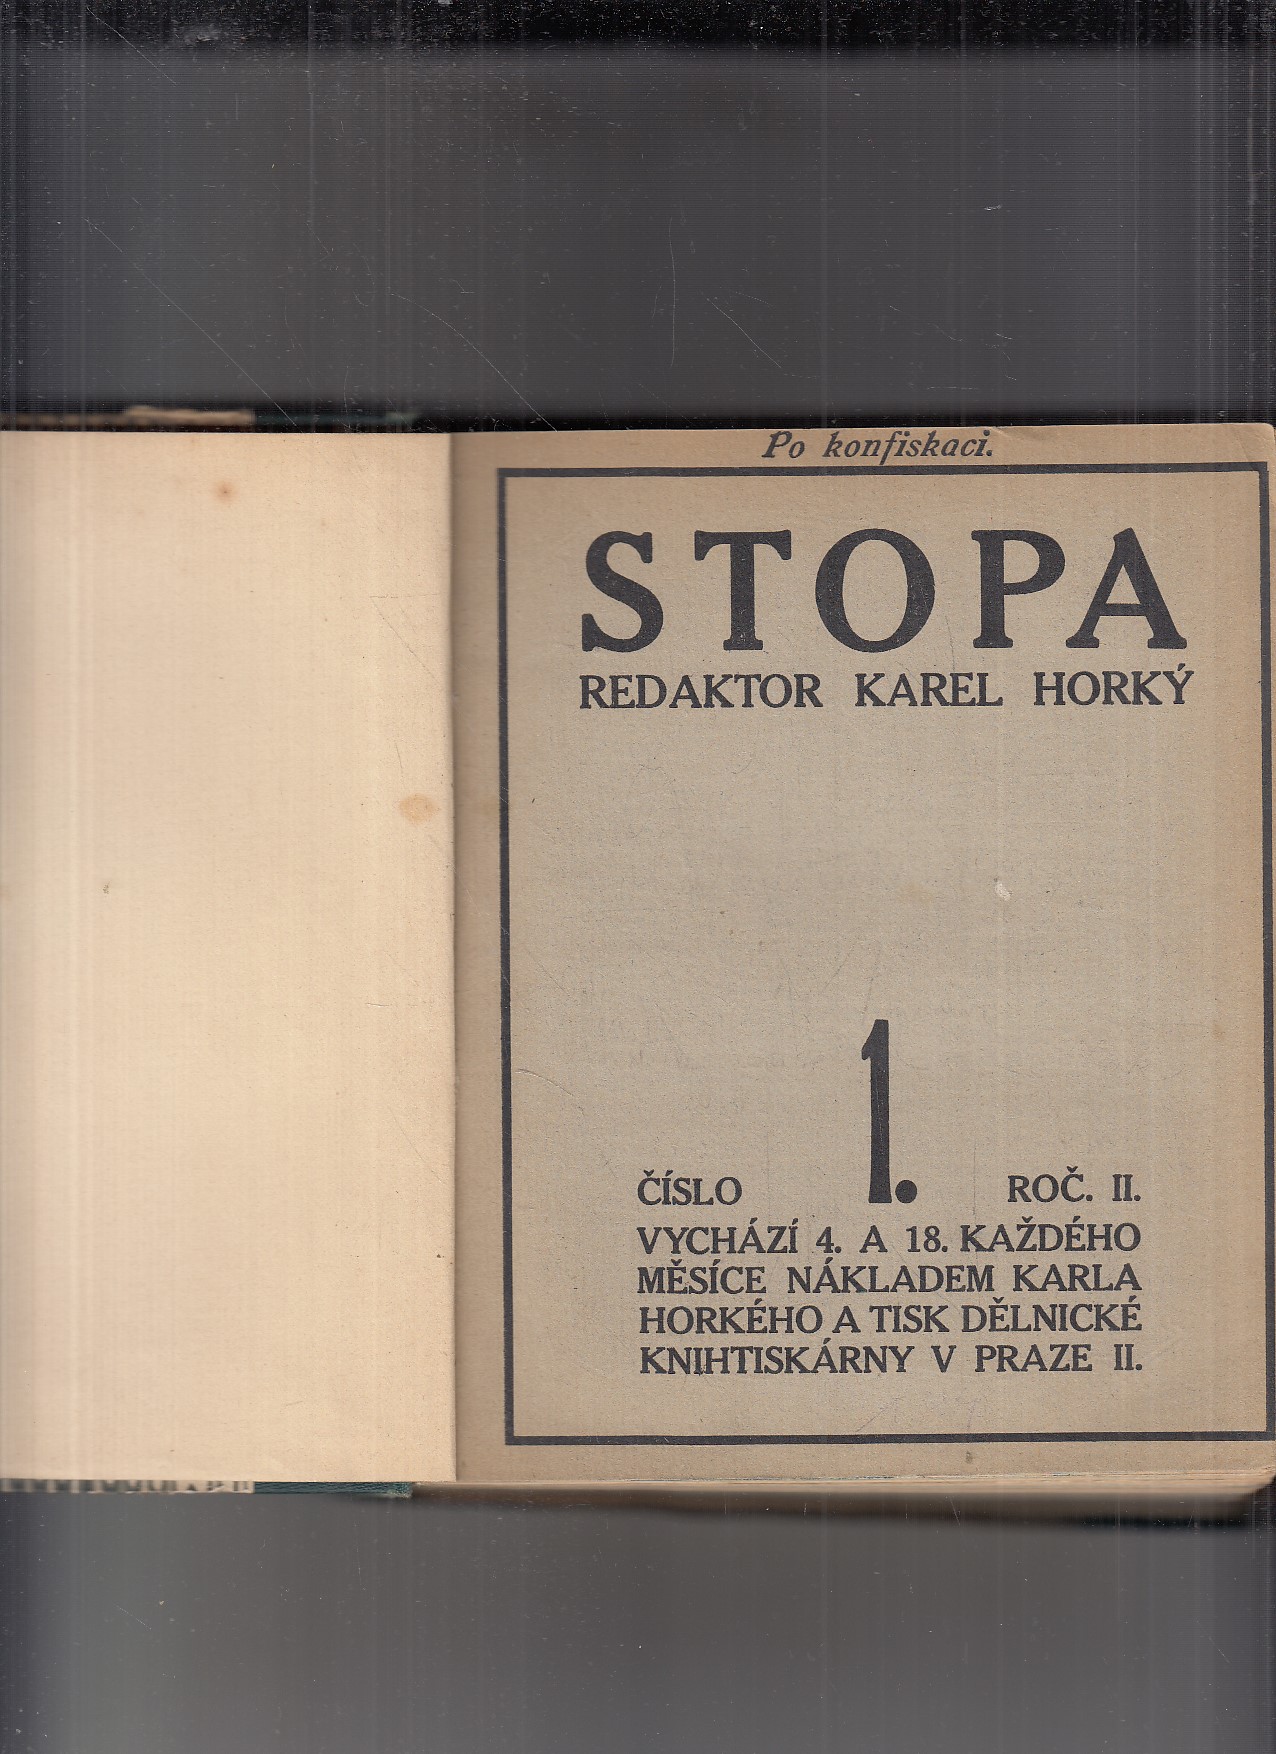 Po konfiskaci.
STOPA
REDAKTOR KAREL HORKÝ
ČÍSLO 1. ROČ. II.
VYCHÁZÍ 4. A 18. KAŽDÉHO
MĚSÍCE NÁKLADEM KARLA
HORKÉHO A TISK DĚLNICKÉ
KNIHTISKÁRNY V PRAZE II.